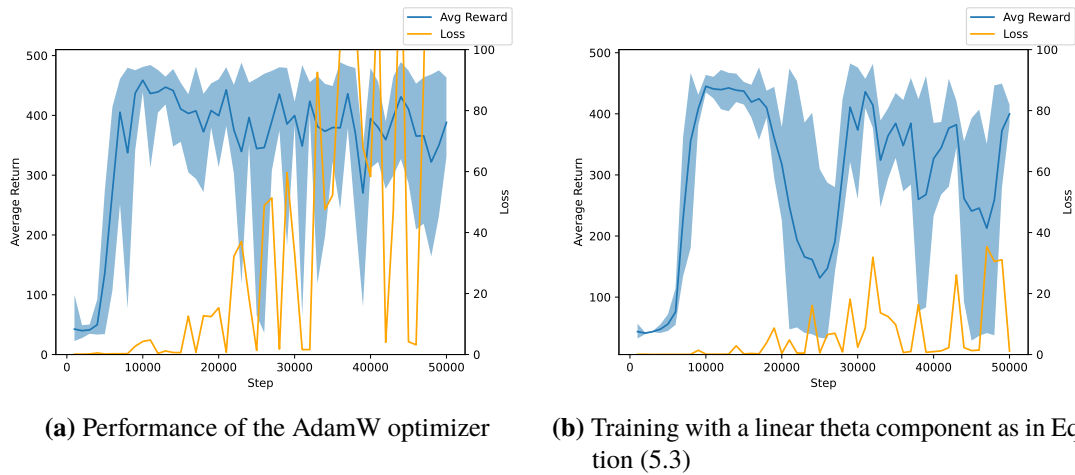 Avg Reward
Loss
500
400
300
200
100
0
100
80
60
40
20
0
0
10000
20000
30000
40000
50000
Average Return
Loss
Step
Avg Reward
Loss
500
400
300
200
100
100
80
60
40
20
0
0
10000
20000
30000
40000
50000
Average Return
Loss
Step
(a) Performance of the AdamW optimizer
(b) Training with a linear theta component as in Eq
tion (5.3)